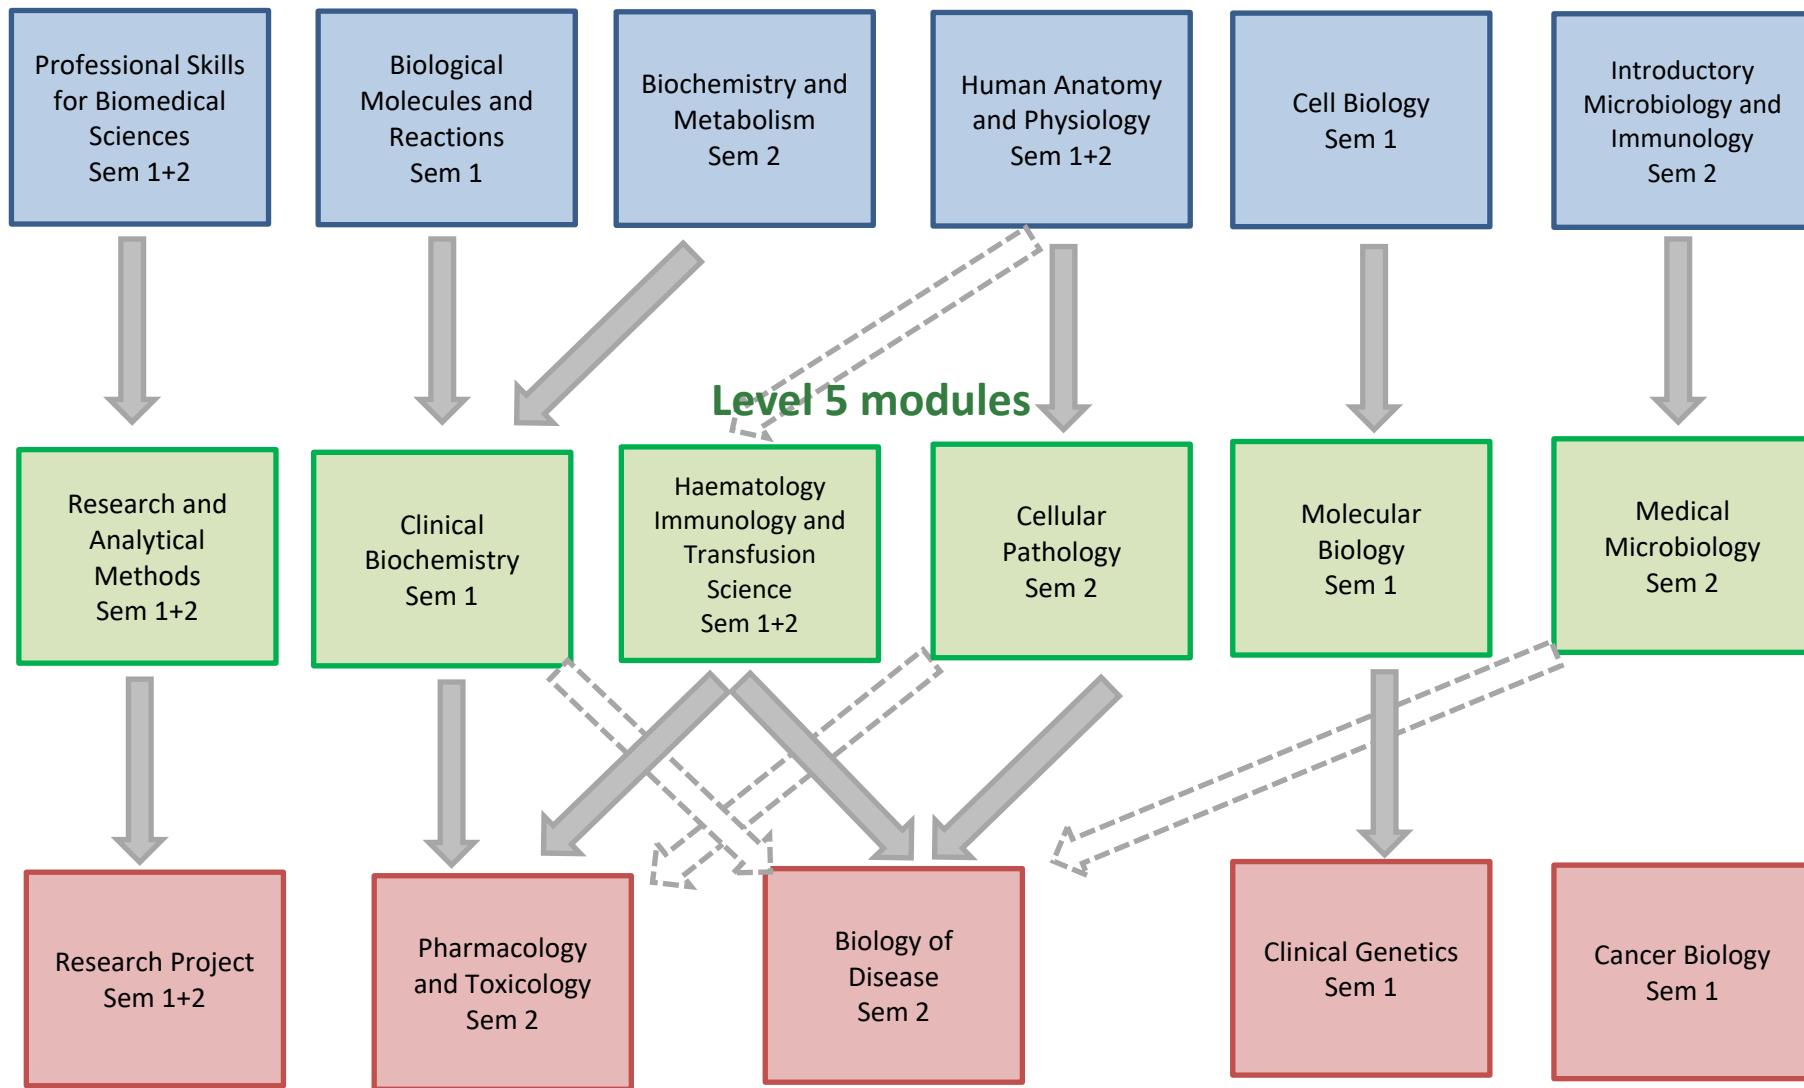 Professional Skills
for Biomedical
Sciences
Sem 1+2
Biological
Molecules and
Reactions
Sem 1
Biochemistry and
Metabolism
Sem 2
Human Anatomy
and Physiology
Sem 1+2
Cell Biology
Sem 1
Introductory
Microbiology and
Immunology
Sem 2
Level 5 modules
Research and
Analytical
Methods
Sem 1+2
Clinical
Biochemistry
Sem 1
Haematology
Immunology and
Transfusion
Science
Sem 1+2
Cellular
Pathology
Sem 2
Molecular
Biology
Sem 1
Medical
Microbiology
Sem 2
Research Project
Sem 1+2
Pharmacology
and Toxicology
Sem 2
Biology of
Disease
Sem 2
Clinical Genetics
Sem 1
Cancer Biology
Sem 1